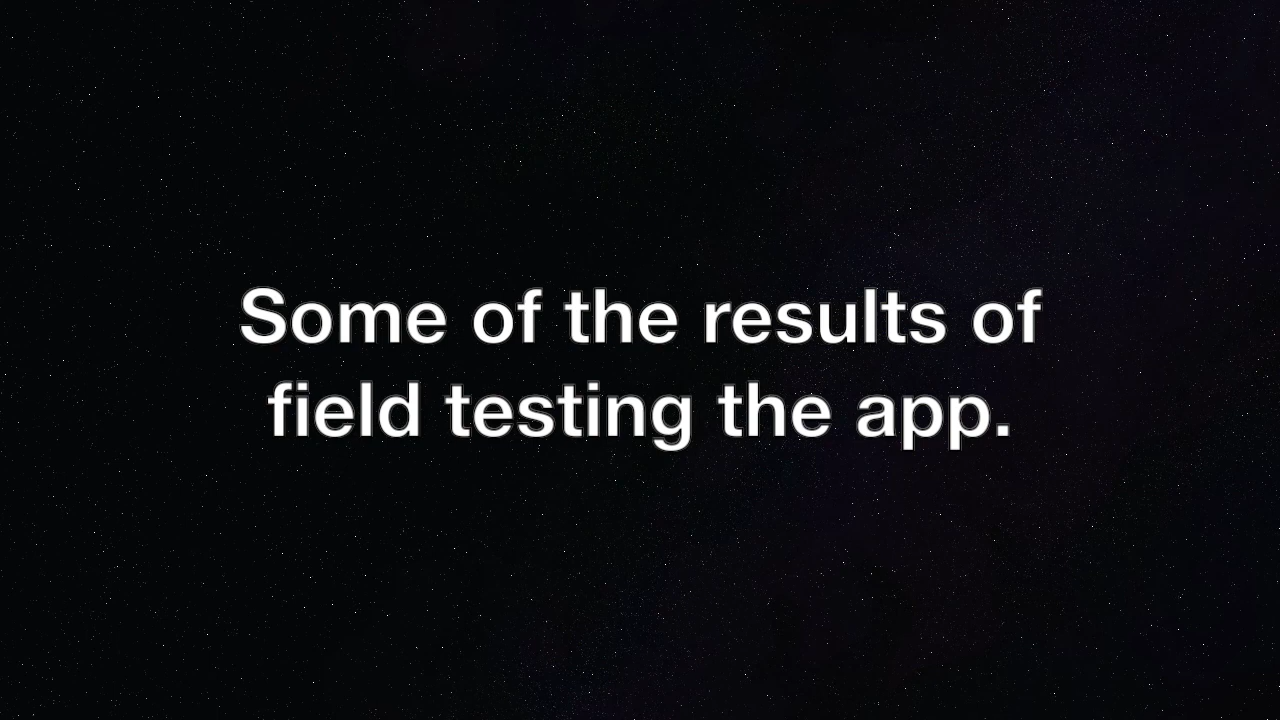 Some of the results of
field testing the app.